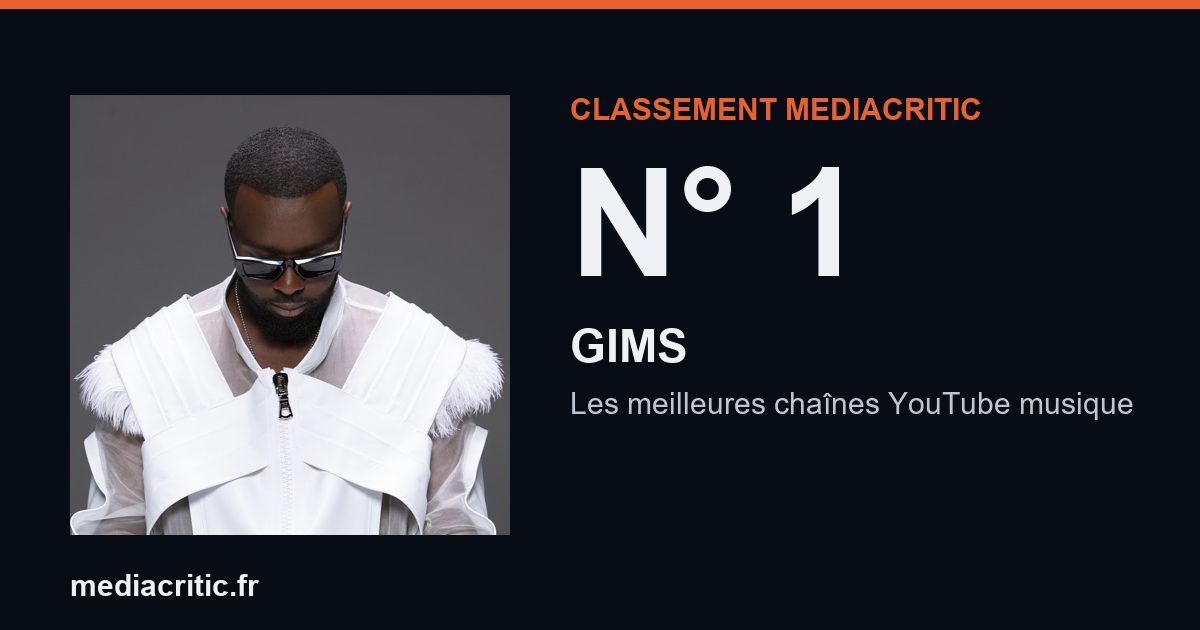 CLASSEMENT MEDIACRITIC
N° 1
GIMS
Les meilleures chaînes YouTube musique
mediacritic.fr